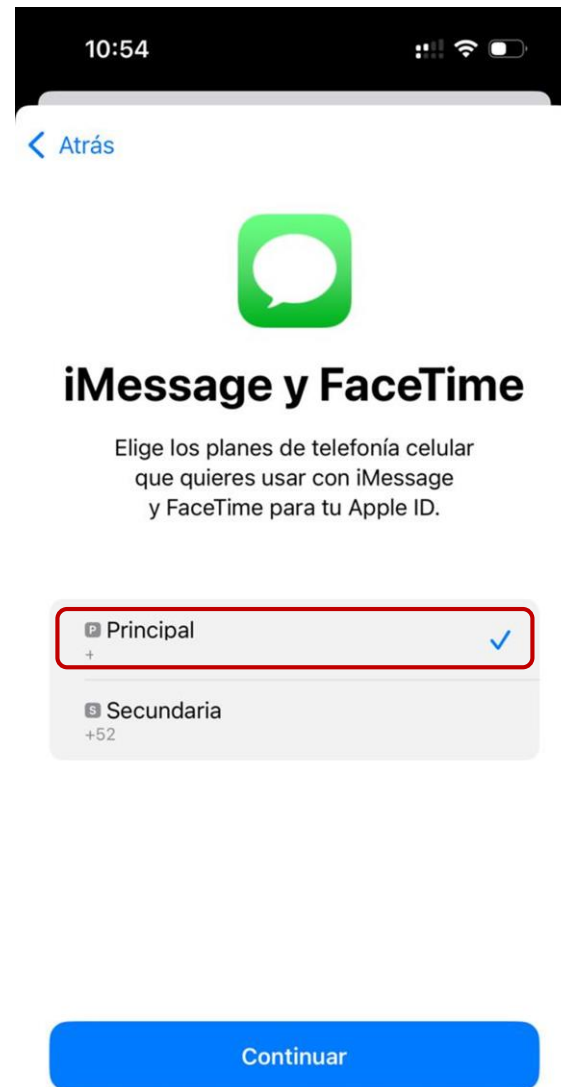 10:54
Atrás
iMessage y FaceTime
Elige los planes de telefonía celular
que quieres usar con iMessage
y FaceTime para tu Apple ID.
P Principal
+
S Secundaria
+52
Continuar